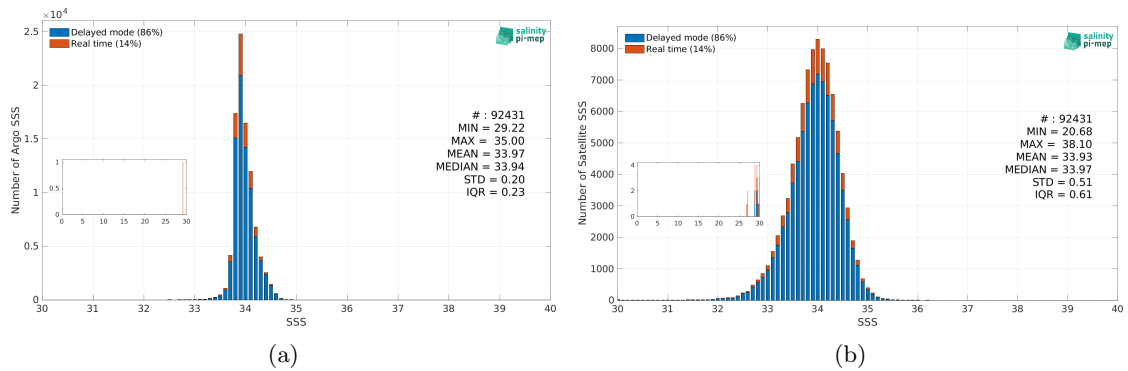 ×10⁴
Delayed mode (86%)
Real time (14%)
salinity
pi-mep
2.5
2
1.5
1
0.5
0
Number of Argo SSS
# : 92431
MIN = 29.22
MAX = 35.00
MEAN = 33.97
MEDIAN = 33.94
STD = 0.20
IQR = 0.23
1
0.5
0
0 5 10 15 20 25 30
30 31 32 33 34 35 36 37 38 39 40
SSS
(a)
Delayed mode (86%)
Real time (14%)
salinity
pi-mep
8000
7000
6000
5000
4000
3000
2000
1000
0
Number of Satellite SSS
# : 92431
MIN = 20.68
MAX = 38.10
MEAN = 33.93
MEDIAN = 33.97
STD = 0.51
IQR = 0.61
4
2
0
0 5 10 15 20 25 30
30 31 32 33 34 35 36 37 38 39 40
SSS
(b)